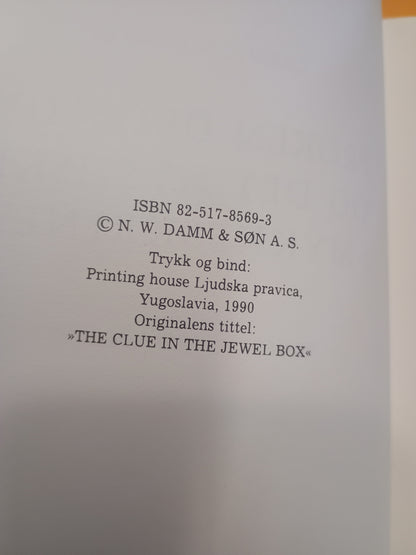 ISBN 82-517-8569-3
© N. W. DAMM & SØN A. S.
Trykk og bind:
Printing house Ljudska pravica,
Yugoslavia, 1990
Originalens tittel:
»THE CLUE IN THE JEWEL BOX«